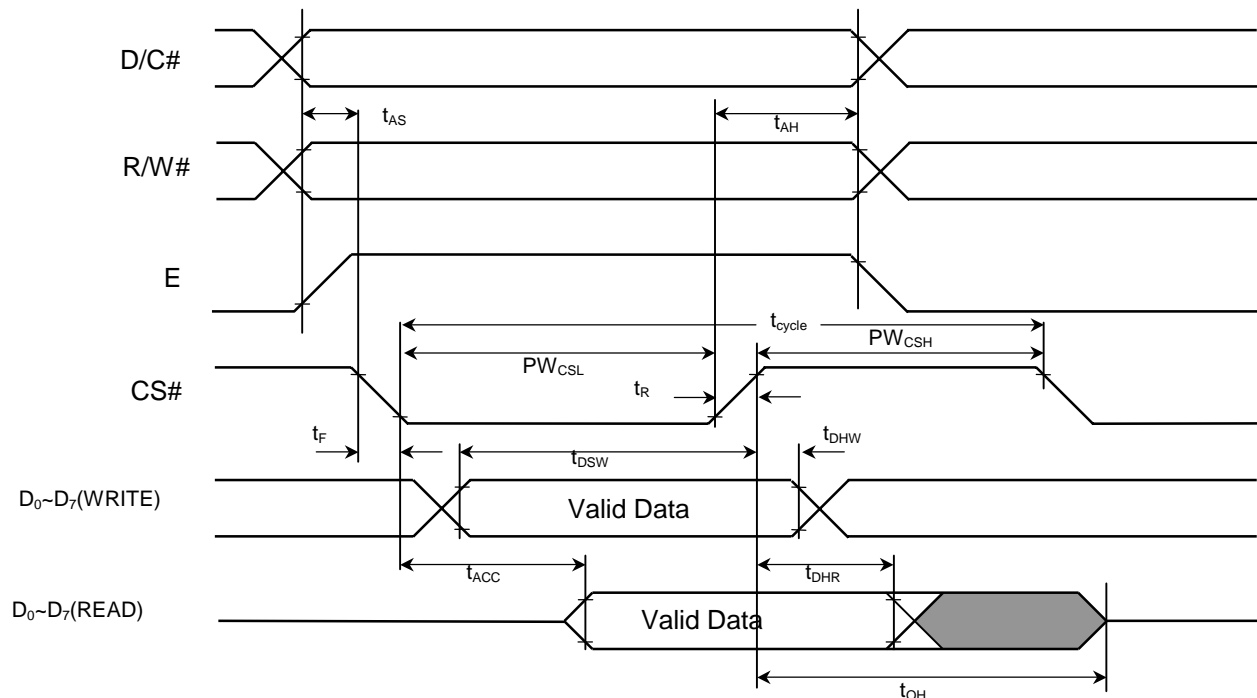 D/C#
tAS
tAH
R/W#
E
tcycle
PWCSL
PWCSH
CS#
tR
tF
tDSW
tDHW
D0~D7(WRITE)
Valid Data
tACC
tDHR
D0~D7(READ)
Valid Data
tOH